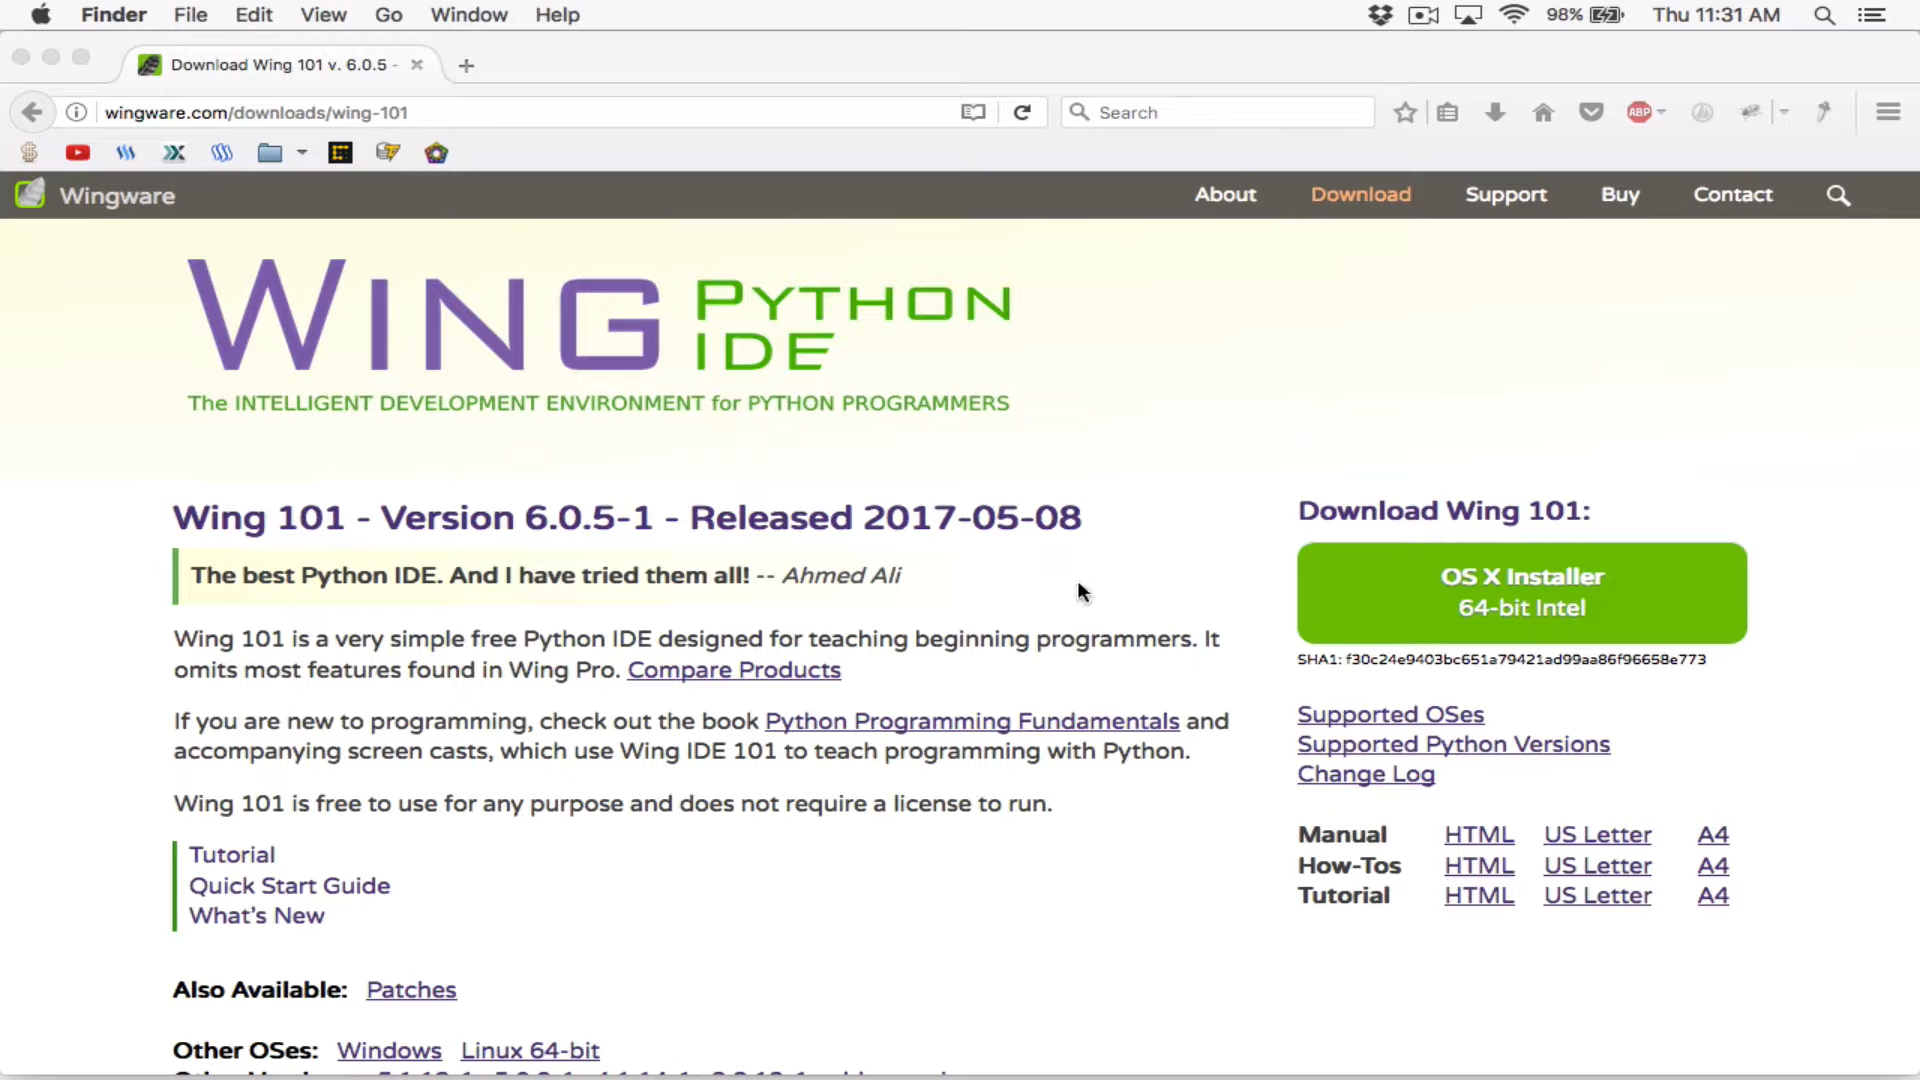 Finder File Edit View Go Window Help 98% Thu 11:31 AM
Download Wing 101 v. 6.0.5 -
wingware.com/downloads/wing-101 Search ABP
Wingware About Download Support Buy Contact
WING PYTHON IDE
The INTELLIGENT DEVELOPMENT ENVIRONMENT for PYTHON PROGRAMMERS
Wing 101 - Version 6.0.5-1 - Released 2017-05-08
The best Python IDE. And I have tried them all! -- Ahmed Ali
Wing 101 is a very simple free Python IDE designed for teaching beginning programmers. It
omits most features found in Wing Pro. Compare Products
If you are new to programming, check out the book Python Programming Fundamentals and
accompanying screen casts, which use Wing IDE 101 to teach programming with Python.
Wing 101 is free to use for any purpose and does not require a license to run.
Tutorial
Quick Start Guide
What's New
Also Available: Patches
Other OSes: Windows Linux 64-bit
Download Wing 101:
OS X Installer
64-bit Intel
SHA1: f30c24e9403bc651a79421ad99aa86f96658e773
Supported OSes
Supported Python Versions
Change Log
Manual HTML US Letter A4
How-Tos HTML US Letter A4
Tutorial HTML US Letter A4